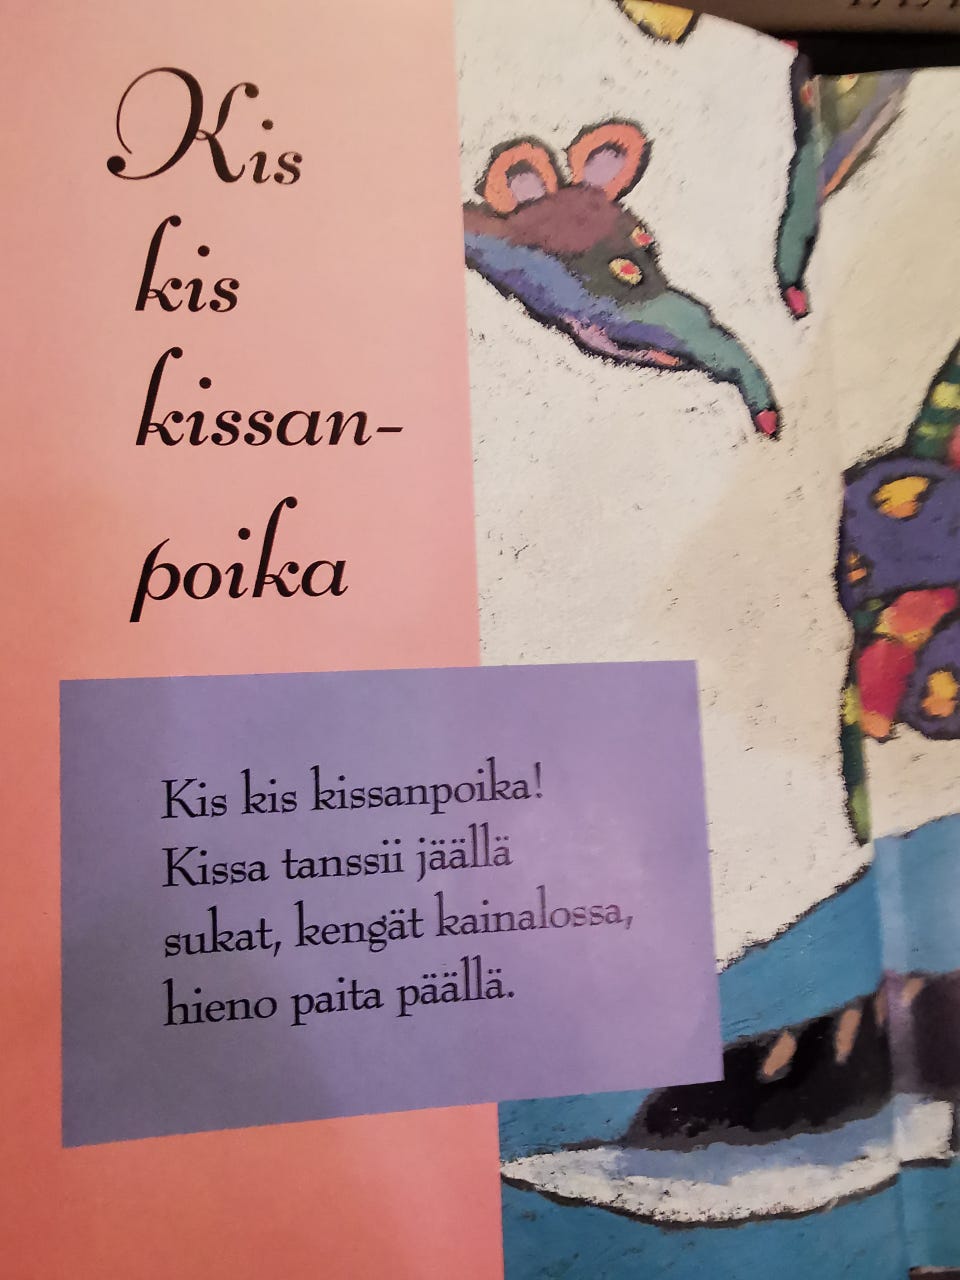 Kis
kis
kissan-
poika
Kis kis kissanpoika!
Kissa tanssii jäällä
sukat, kengät kainalossa,
hieno paita päällä.